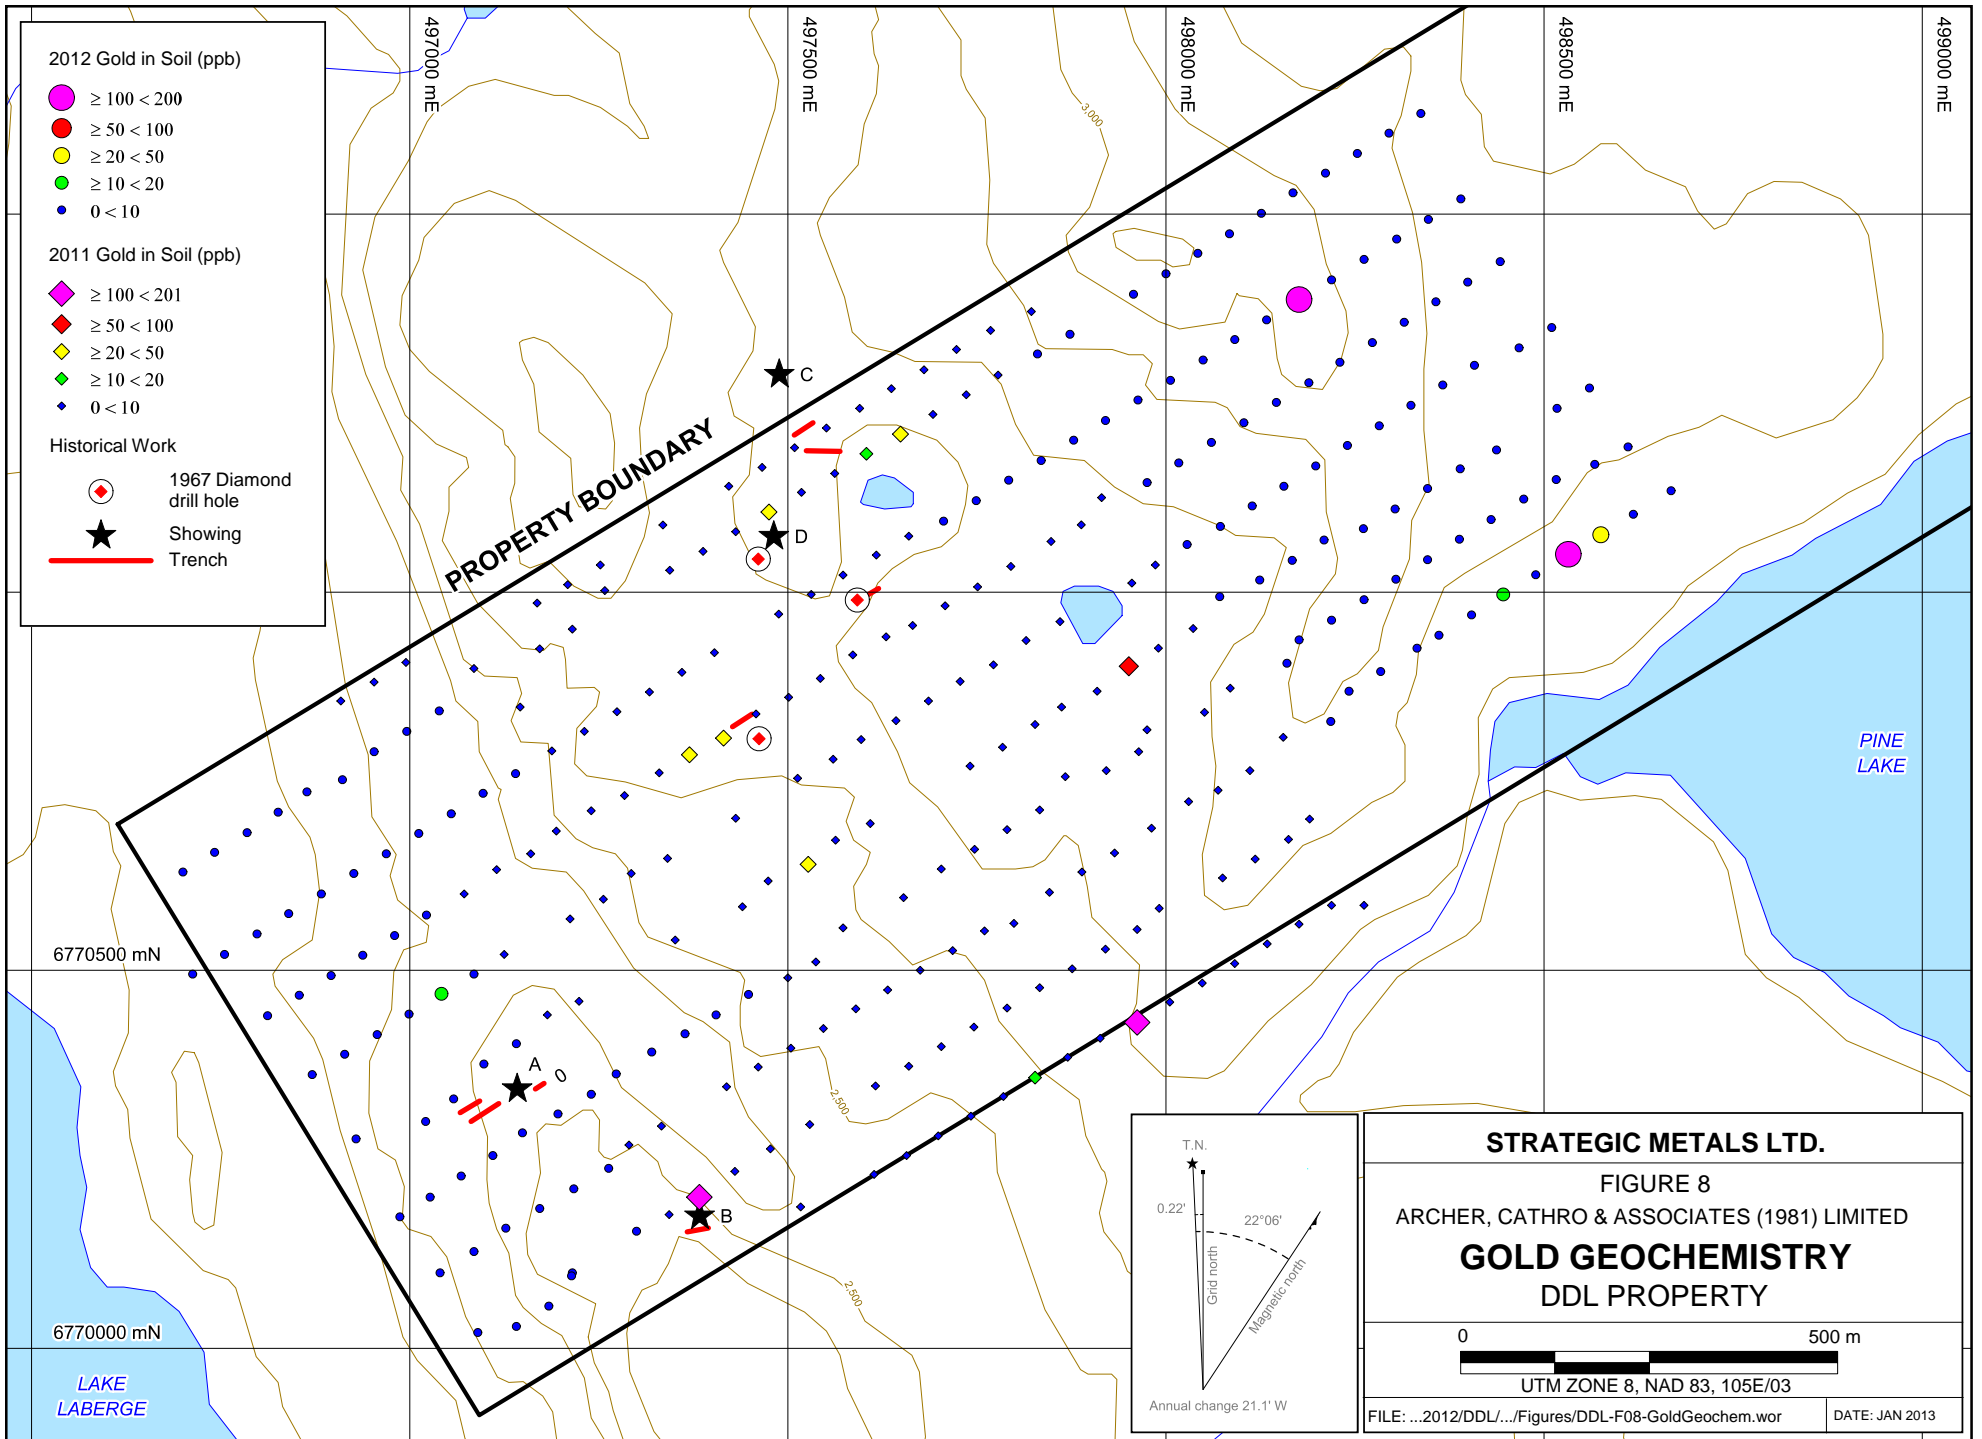 2012 Gold in Soil (ppb)
≥ 100 < 200
≥ 50 < 100
≥ 20 < 50
≥ 10 < 20
0 < 10
2011 Gold in Soil (ppb)
≥ 100 < 201
≥ 50 < 100
≥ 20 < 50
≥ 10 < 20
0 < 10
Historical Work
1967 Diamond
drill hole
Showing
Trench
497000 mE
497500 mE
498000 mE
498500 mE
499000 mE
3,000
C
PROPERTY BOUNDARY
D
PINE
LAKE
6770500 mN
A
0
B
2,500
2,500
6770000 mN
LAKE
LABERGE
T.N.
0.22'
22°06'
Grid north
Magnetic north
Annual change 21.1' W
STRATEGIC METALS LTD.
FIGURE 8
ARCHER, CATHRO & ASSOCIATES (1981) LIMITED
GOLD GEOCHEMISTRY
DDL PROPERTY
0 500 m
UTM ZONE 8, NAD 83, 105E/03
FILE: ...2012/DDL/.../Figures/DDL-F08-GoldGeochem.wor
DATE: JAN 2013